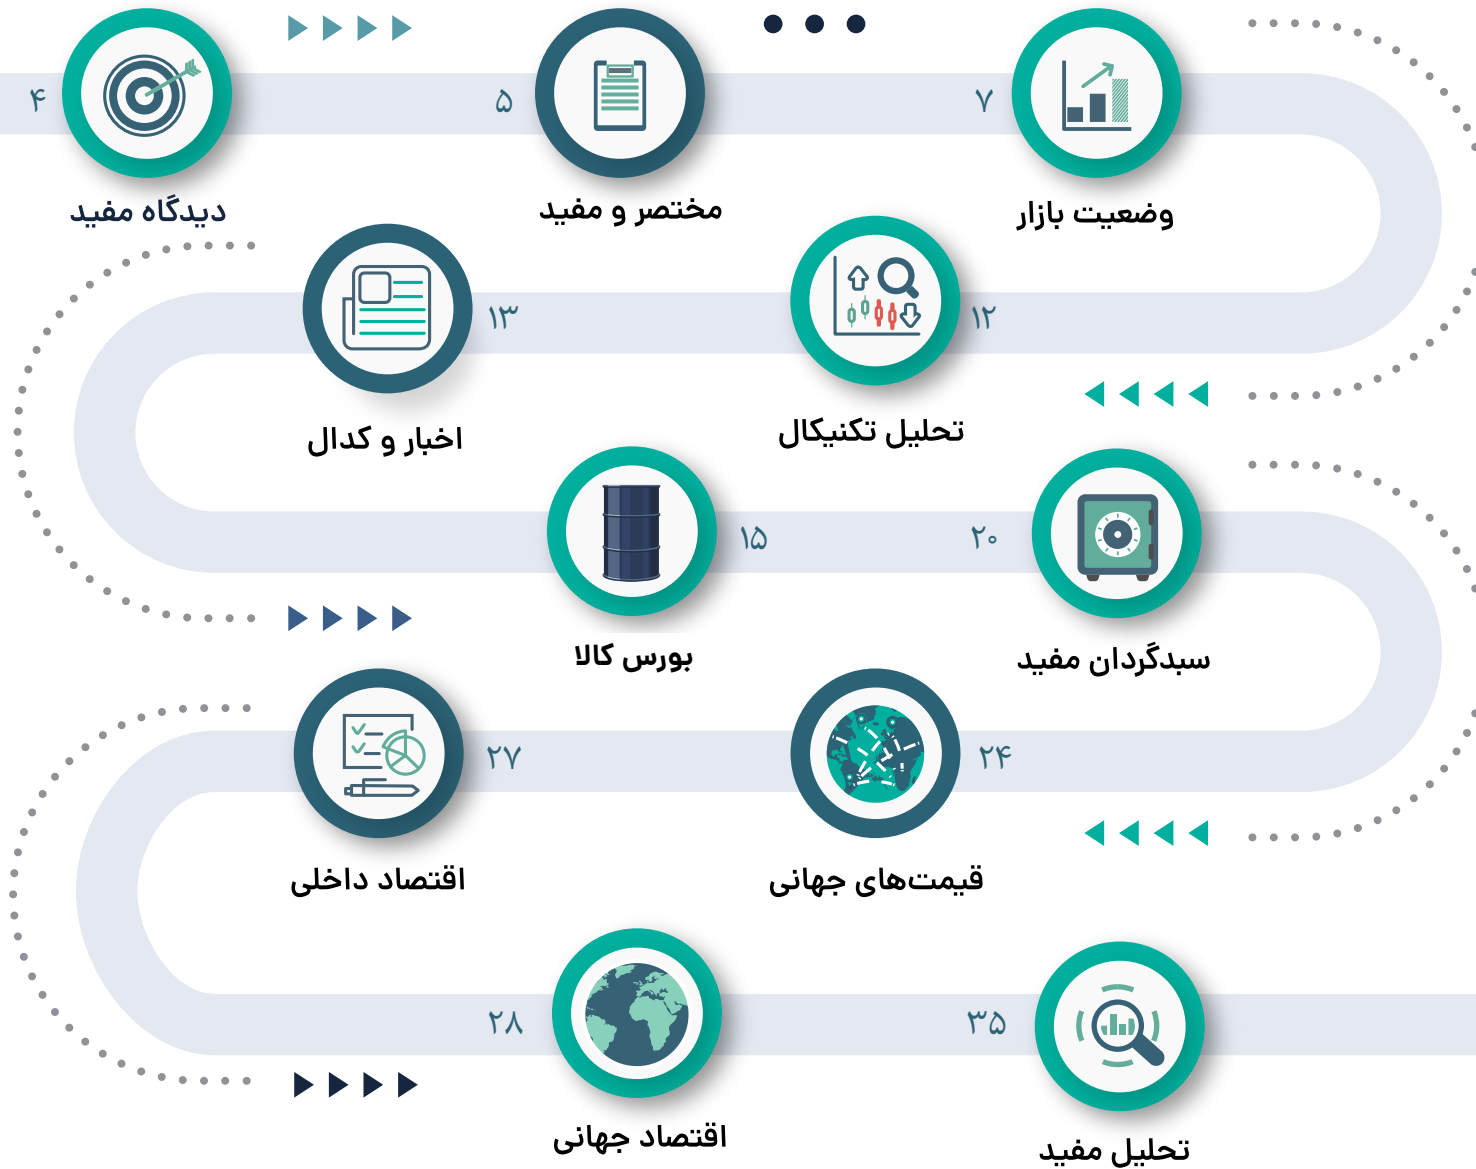 ۴
دیدگاه مفید
۵
مختصر و مفید
۷
وضعیت بازار
۱۲
تحلیل تکنیکال
۱۳
اخبار و کدال
۱۵
بورس کالا
۲۰
سبدگردان مفید
۲۴
قیمت‌های جهانی
۲۷
اقتصاد داخلی
۲۸
اقتصاد جهانی
۳۵
تحلیل مفید